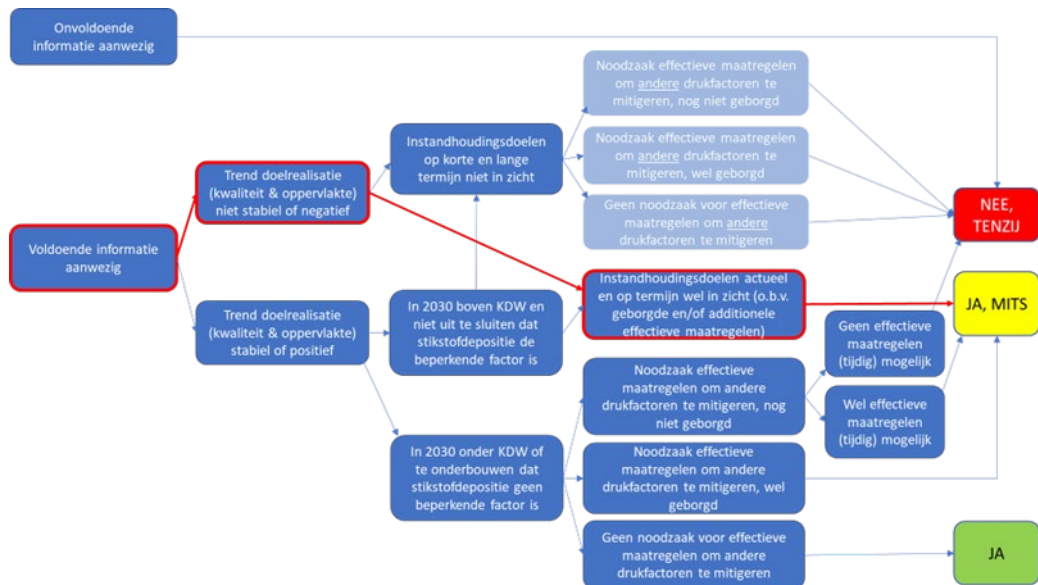 Onvoldoende
informatie aanwezig
Noodzaak effectieve maatregelen
om andere drukfactoren te
mitigeren, nog niet geborgd
Instandhoudingsdoelen
op korte en lange
termijn niet in zicht
Noodzaak effectieve maatregelen
om andere drukfactoren te
mitigeren, wel geborgd
Trend doelrealisatie
(kwaliteit & oppervlakte)
niet stabiel of negatief
Geen noodzaak voor effectieve
maatregelen om andere
drukfactoren te mitigeren
NEE,
TENZIJ
Voldoende informatie
aanwezig
Instandhoudingsdoelen actueel
en op termijn wel in zicht (o.b.v.
geborgde en/of additionele
effectieve maatregelen)
JA, MITS
Trend doelrealisatie
(kwaliteit & oppervlakte)
stabiel of positief
In 2030 boven KDW en
niet uit te sluiten dat
stikstofdepositie de
beperkende factor is
Geen effectieve
maatregelen
(tijdig) mogelijk
Noodzaak effectieve
maatregelen om andere
drukfactoren te mitigeren, nog
niet geborgd
Wel effectieve
maatregelen
(tijdig) mogelijk
In 2030 onder KDW of
te onderbouwen dat
stikstofdepositie geen
beperkende factor is
Noodzaak effectieve
maatregelen om andere
drukfactoren te mitigeren, wel
geborgd
Geen noodzaak voor effectieve
maatregelen om andere
drukfactoren te mitigeren
JA